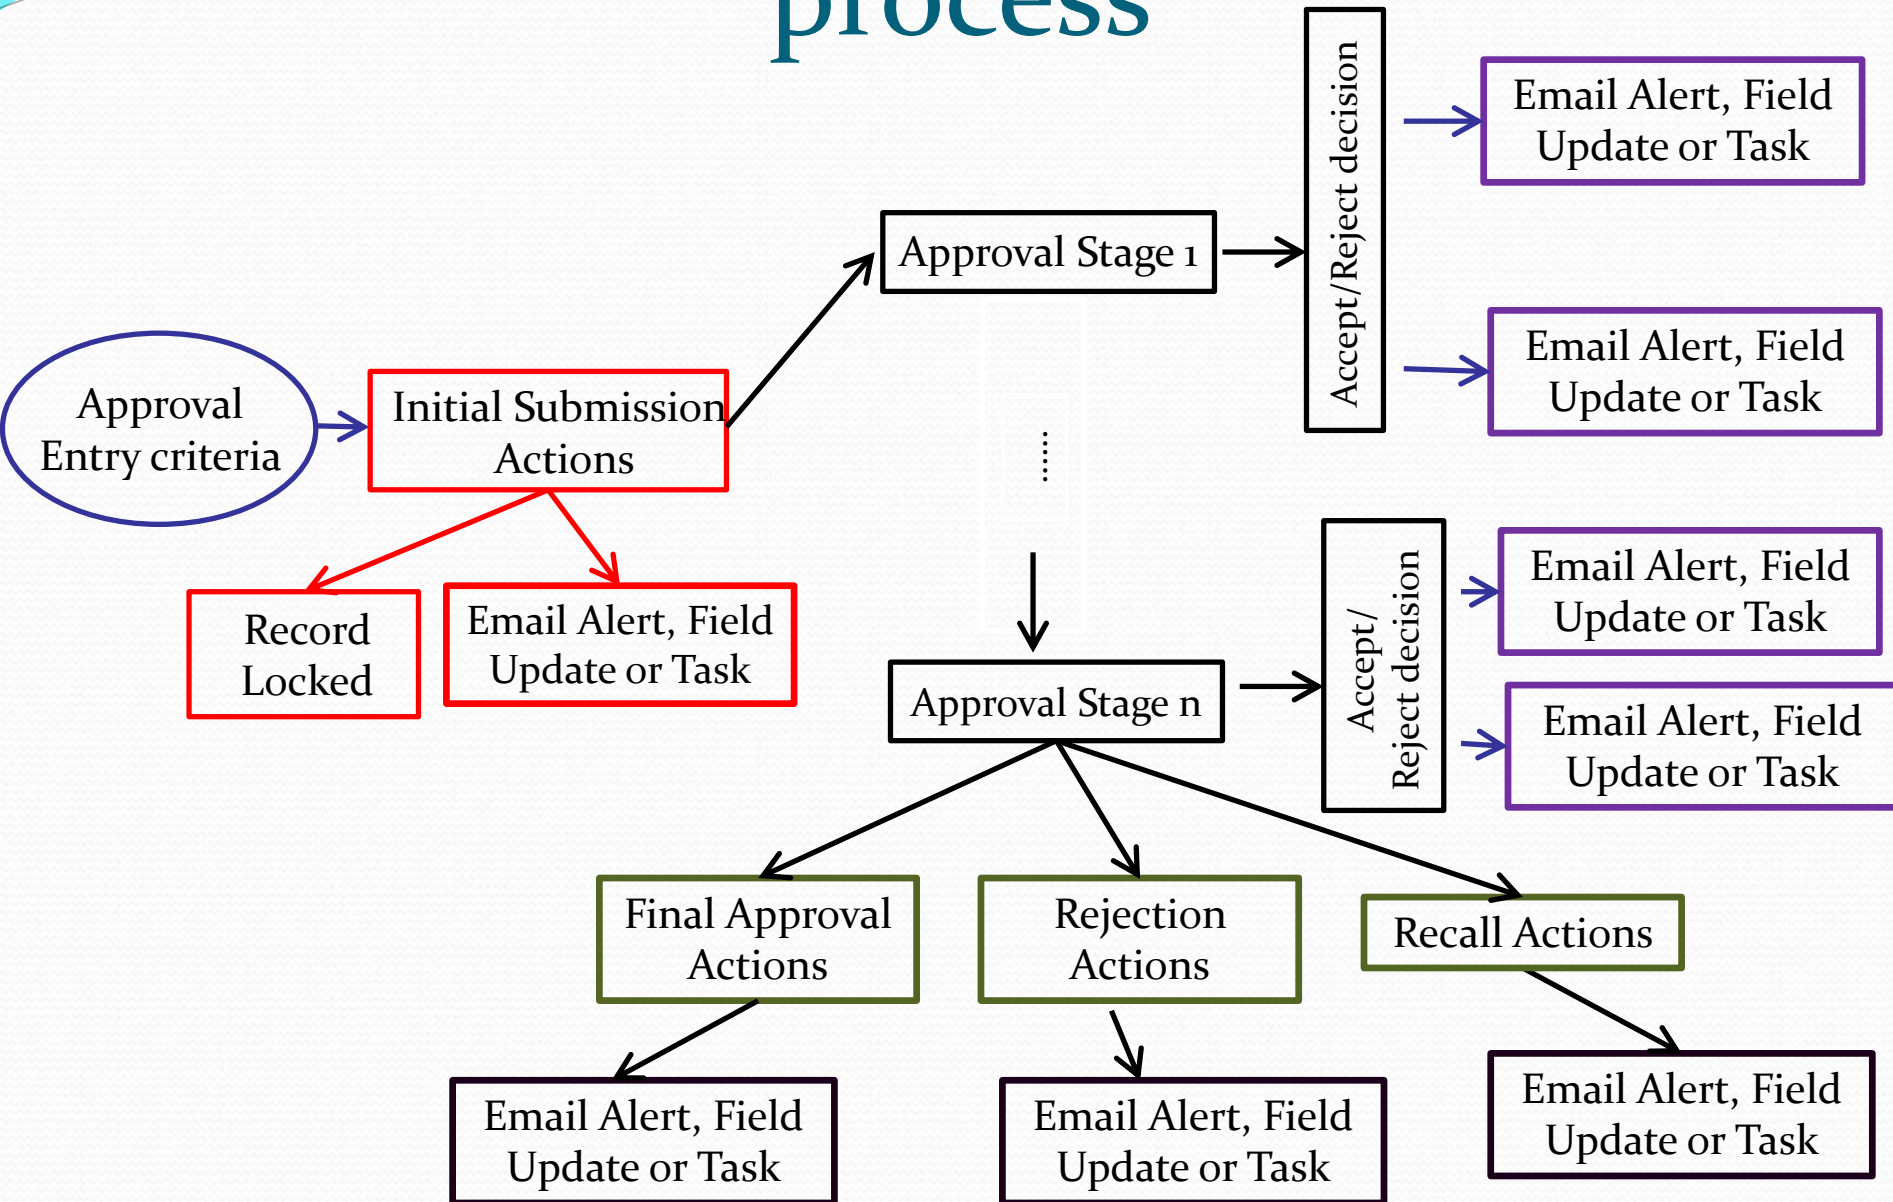 process
Accept/Reject decision
Email Alert, Field
Update or Task
Approval Stage 1
Email Alert, Field
Update or Task
Approval
Entry criteria
Initial Submission
Actions
......
Record
Locked
Email Alert, Field
Update or Task
Accept/
Reject decision
Email Alert, Field
Update or Task
Approval Stage n
Email Alert, Field
Update or Task
Final Approval
Actions
Rejection
Actions
Recall Actions
Email Alert, Field
Update or Task
Email Alert, Field
Update or Task
Email Alert, Field
Update or Task